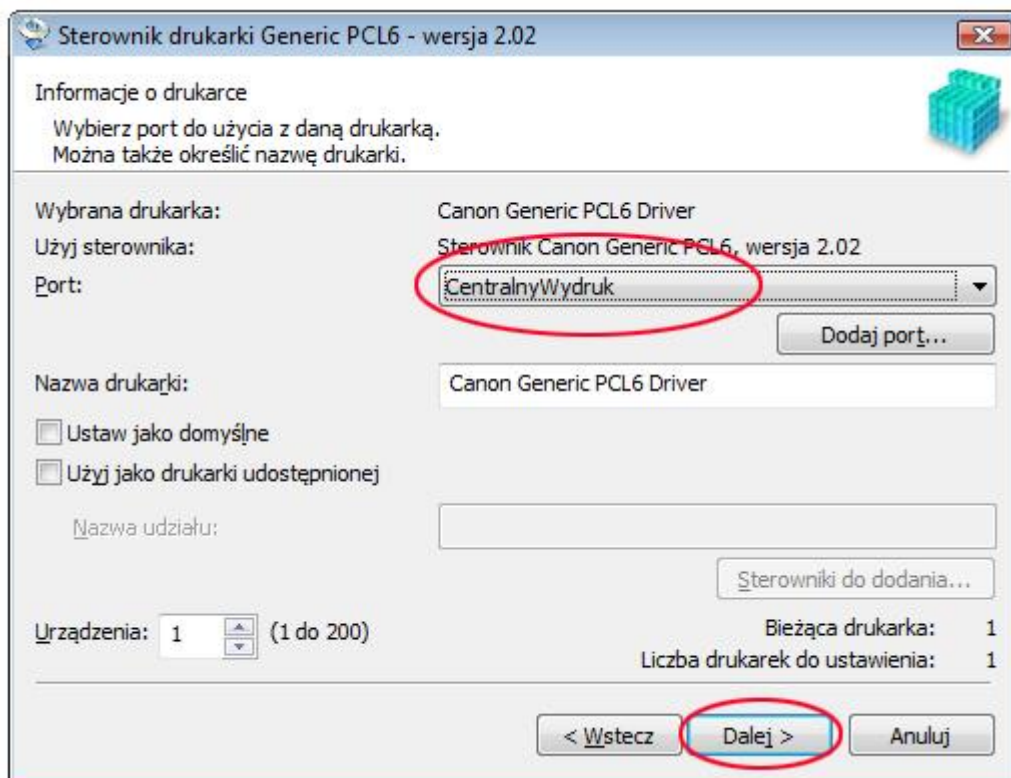 Sterownik drukarki Generic PCL6 - wersja 2.02
Informacje o drukarce
Wybierz port do użycia z daną drukarką.
Można także określić nazwę drukarki.
Wybrana drukarka: Canon Generic PCL6 Driver
Użyj sterownika: Sterownik Canon Generic PCL6, wersja 2.02
Port: CentralnyWydruk
Dodaj port...
Nazwa drukarki: Canon Generic PCL6 Driver
Ustaw jako domyślne
Użyj jako drukarki udostępnionej
Nazwa udziału:
Sterowniki do dodania...
Urządzenia: 1 (1 do 200) Bieżąca drukarka: 1
Liczba drukarek do ustawienia: 1
< Wstecz Dalej > Anuluj